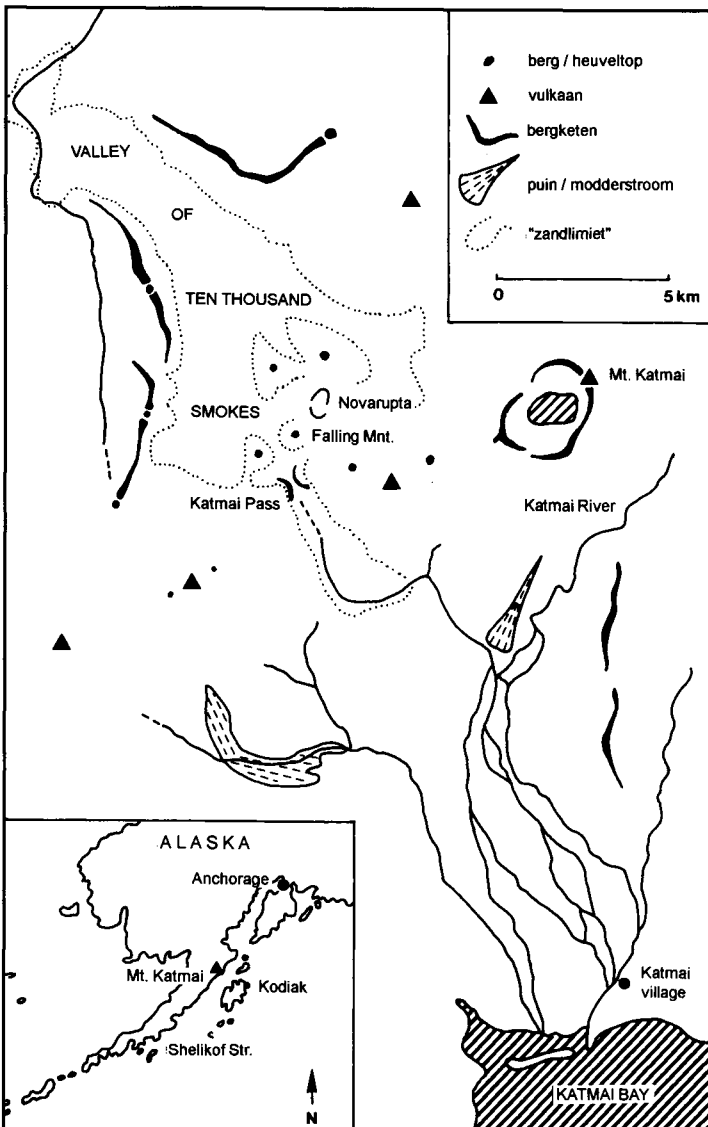 berg / heuveltop
vulkaan
bergketen
puin / modderstroom
"zandlimiet"
0 5 km
VALLEY
OF
TEN THOUSAND
SMOKES
Novarupta
Falling Mnt.
Katmai Pass
Mt. Katmai
Katmai River
Katmai
village
KATMAI BAY
ALASKA
Anchorage
Mt. Katmai
Kodiak
Shelikof Str.
N